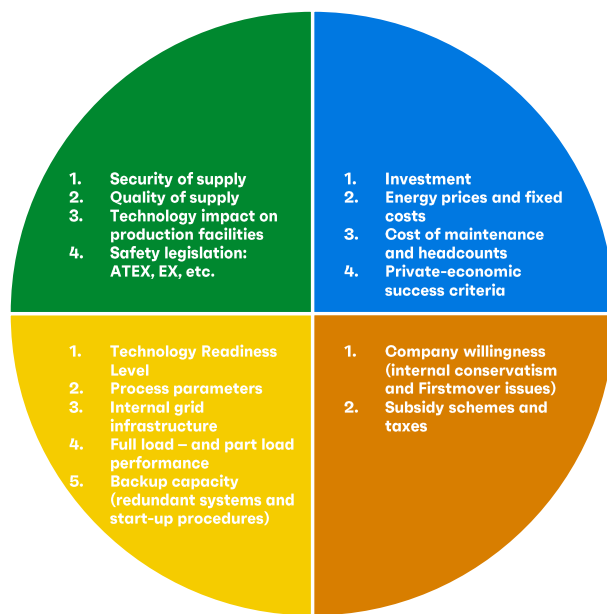 1. Security of supply
2. Quality of supply
3. Technology impact on
production facilities
4. Safety legislation:
ATEX, EX, etc.
1. Investment
2. Energy prices and fixed
costs
3. Cost of maintenance
and headcounts
4. Private-economic
success criteria
1. Technology Readiness
Level
2. Process parameters
3. Internal grid
infrastructure
4. Full load – and part load
performance
5. Backup capacity
(redundant systems and
start-up procedures)
1. Company willingness
(internal conservatism
and Firstmover issues)
2. Subsidy schemes and
taxes